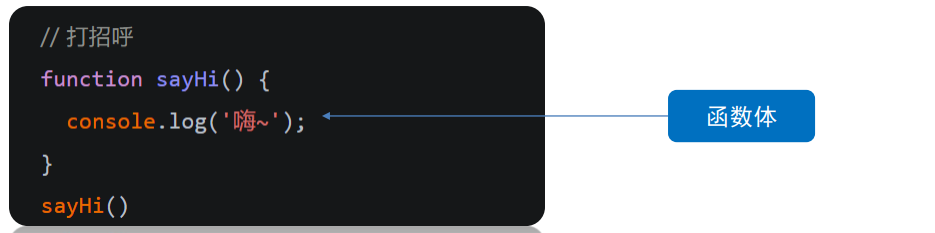 // 打招呼
function sayHi() {
  console.log('嗨~');
}
sayHi()
函数体